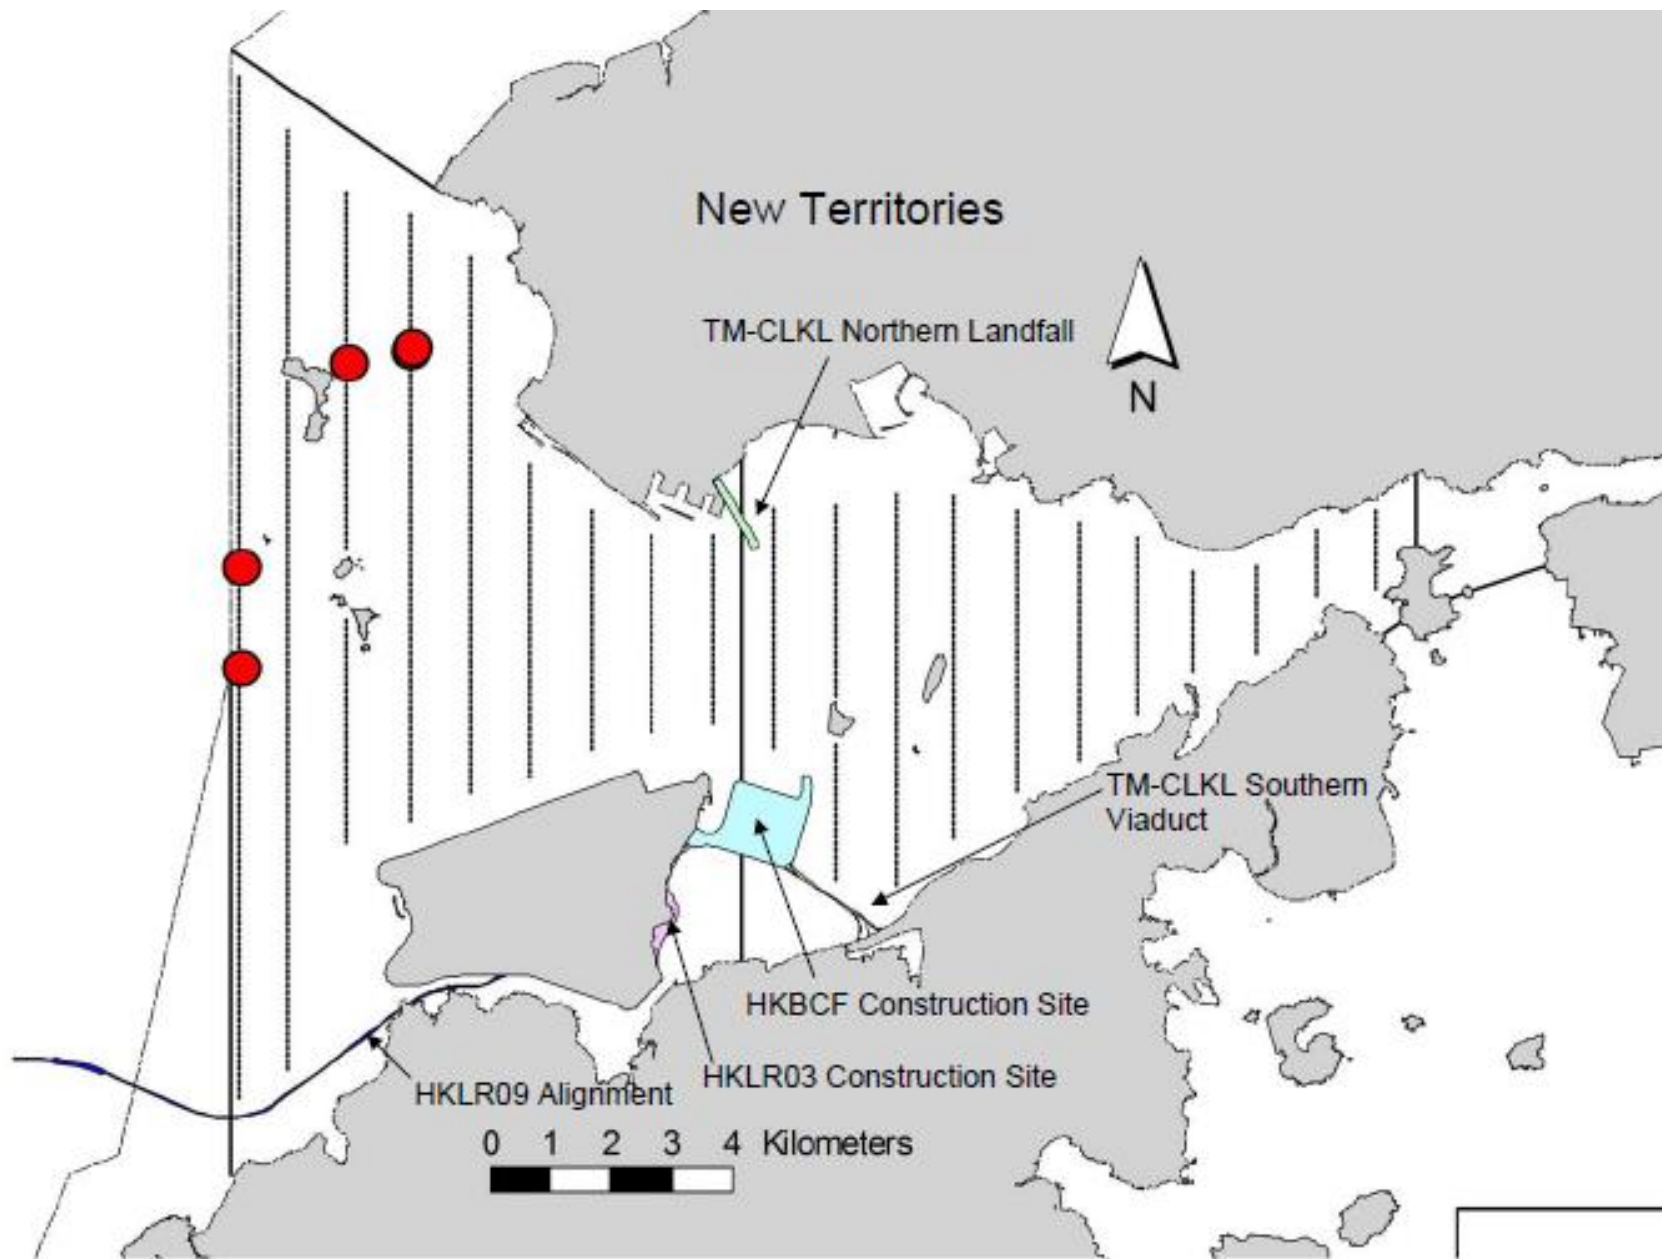 New Territories
TM-CLKL Northern Landfall
N
TM-CLKL Southern
Viaduct
HKBCF Construction Site
HKLR03 Construction Site
HKLR09 Alignment
0 1 2 3 4 Kilometers